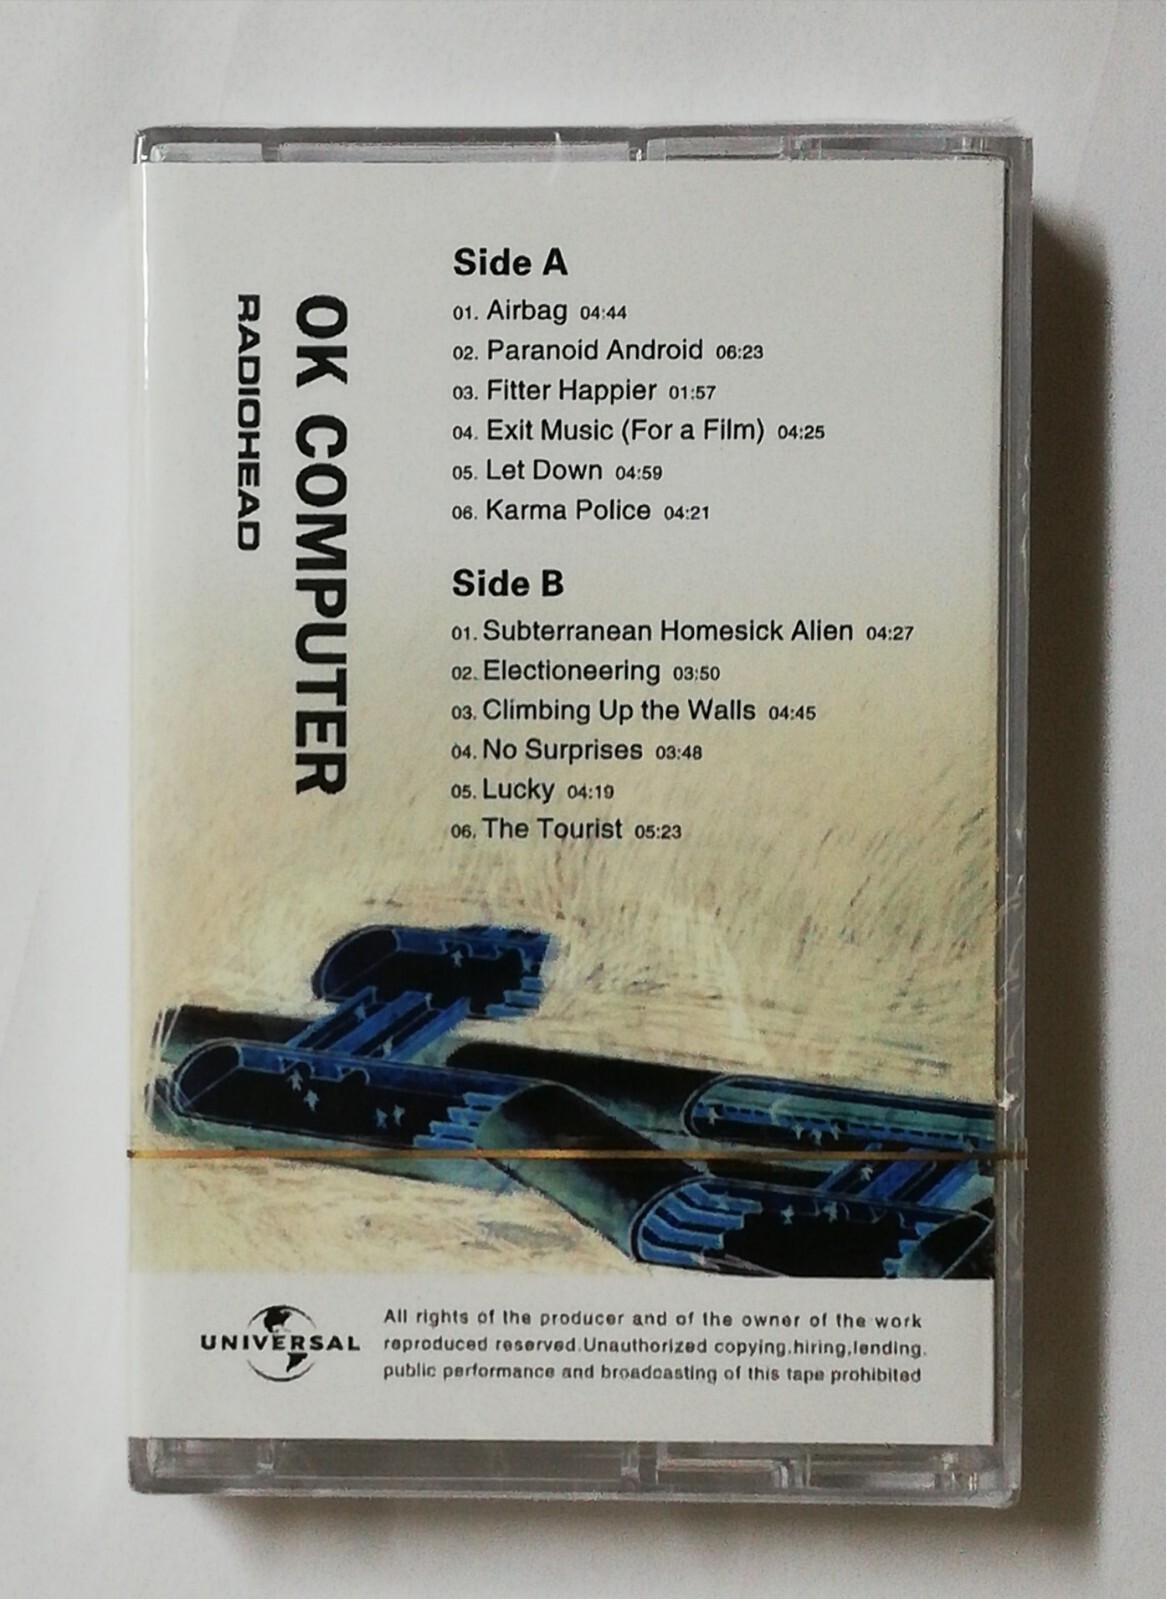 OK COMPUTER
RADIOHEAD
Side A
01. Airbag 04:44
02. Paranoid Android 06:23
03. Fitter Happier 01:57
04. Exit Music (For a Film) 04:25
05. Let Down 04:59
06. Karma Police 04:21
Side B
01. Subterranean Homesick Alien 04:27
02. Electioneering 03:50
03. Climbing Up the Walls 04:45
04. No Surprises 03:48
05. Lucky 04:19
06. The Tourist 05:23
UNIVERSAL
All rights of the producer and of the owner of the work
reproduced reserved.Unauthorized copying,hiring,lending,
public performance and broadcasting of this tape prohibited